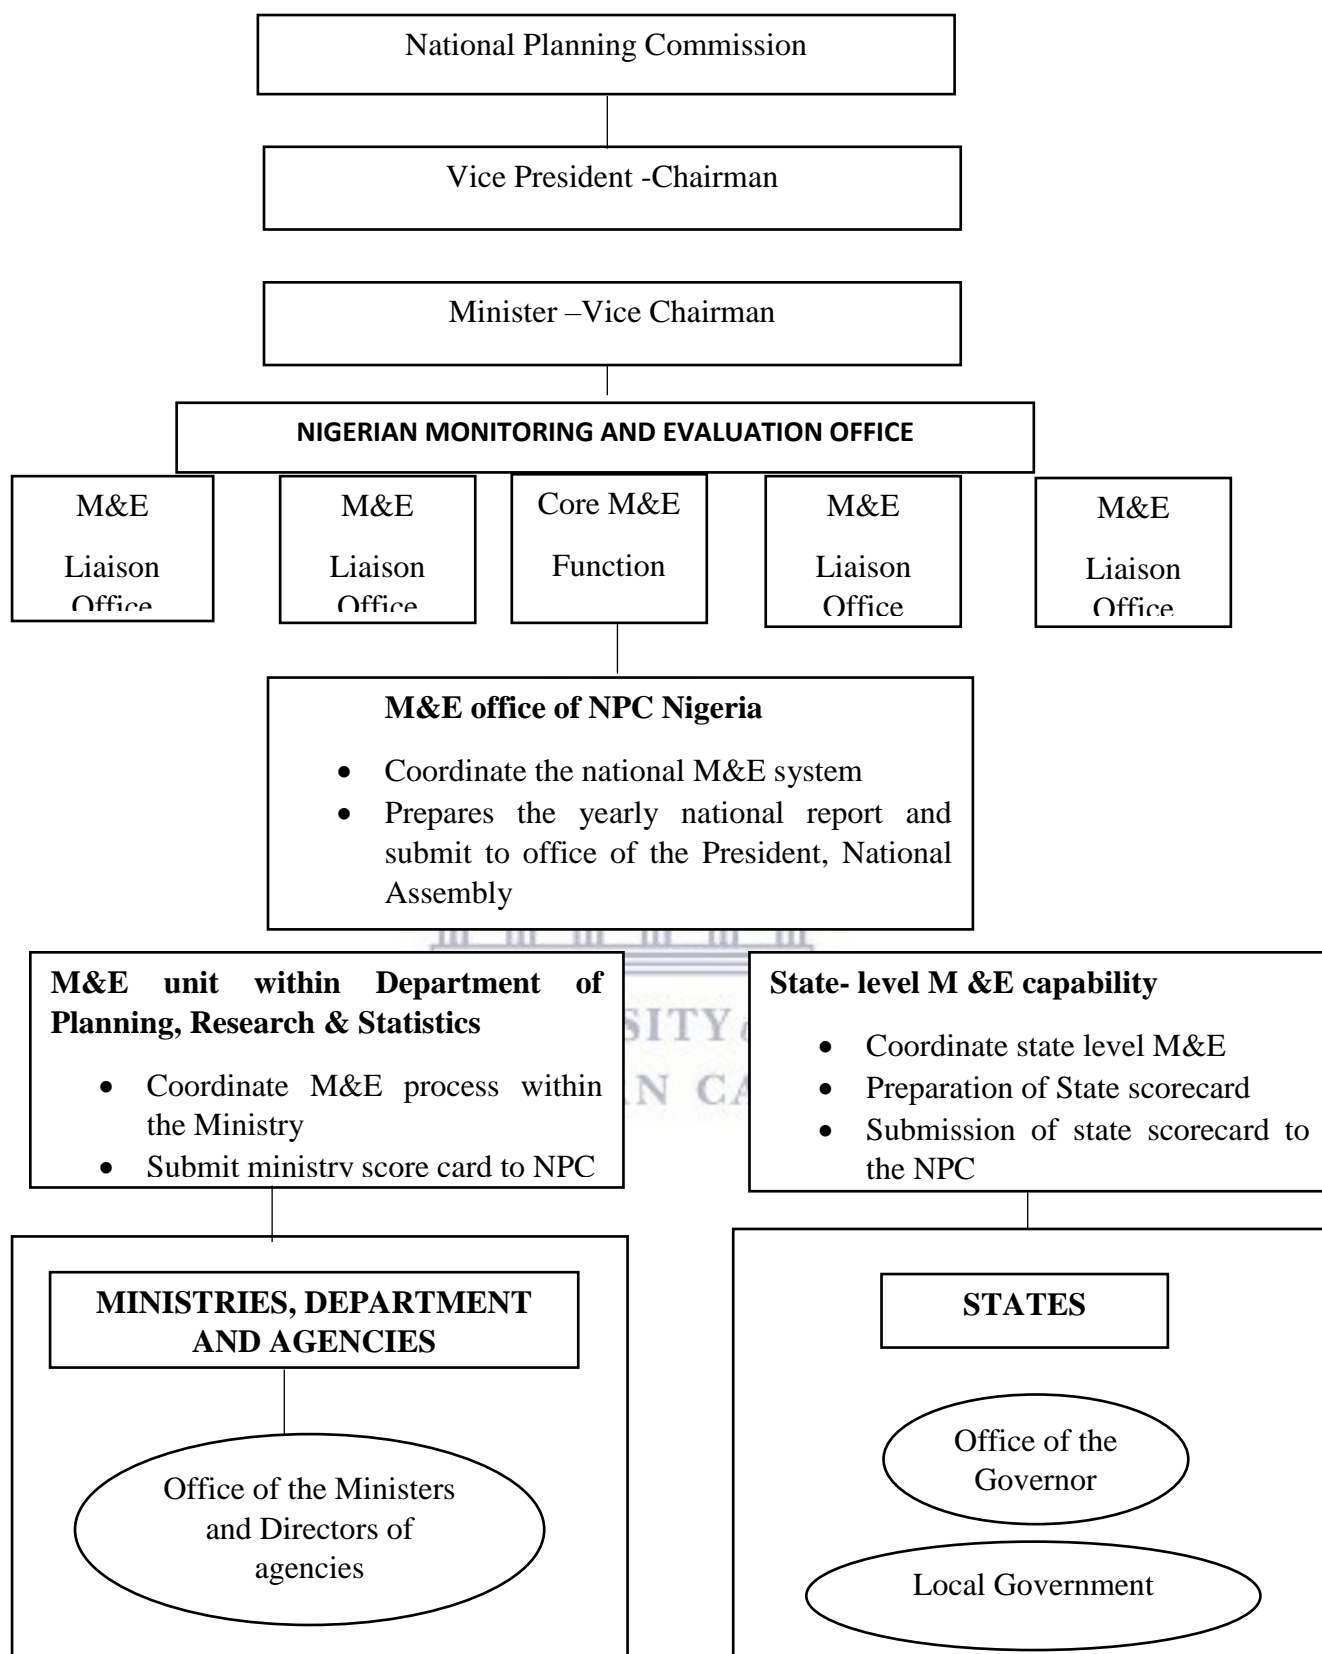 National Planning Commission
Vice President -Chairman
Minister –Vice Chairman
NIGERIAN MONITORING AND EVALUATION OFFICE
M&E
Liaison
Office
M&E
Liaison
Office
Core M&E
Function
M&E
Liaison
Office
M&E
Liaison
Office
M&E office of NPC Nigeria
• Coordinate the national M&E system
• Prepares the yearly national report and
submit to office of the President, National
Assembly
M&E unit within Department of
Planning, Research & Statistics
• Coordinate M&E process within
the Ministry
• Submit ministry score card to NPC
State- level M &E capability
• Coordinate state level M&E
• Preparation of State scorecard
• Submission of state scorecard to
the NPC
MINISTRIES, DEPARTMENT
AND AGENCIES
Office of the Ministers
and Directors of
agencies
STATES
Office of the
Governor
Local Government